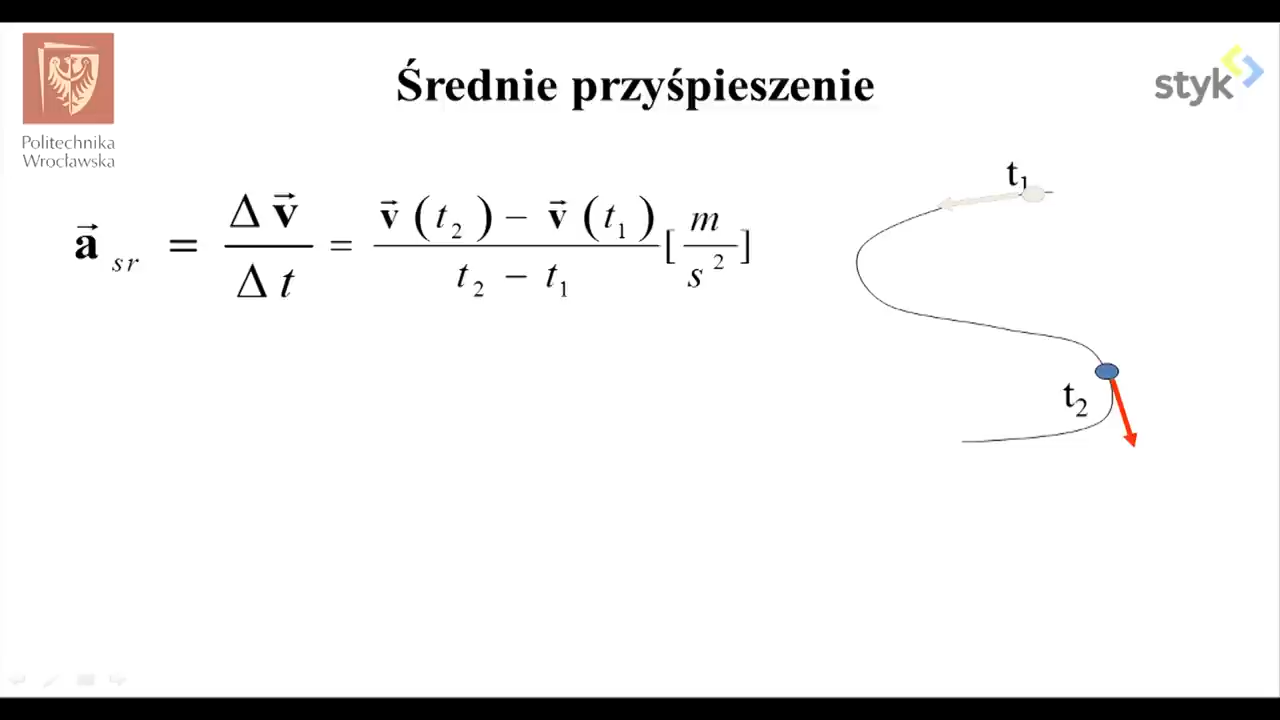 Średnie przyśpieszenie
styk
Politechnika
Wrocławska
t₁
a⃗ sr = Δv⃗ / Δt = (v⃗(t₂) − v⃗(t₁)) / (t₂ − t₁) [m/s²]
t₂